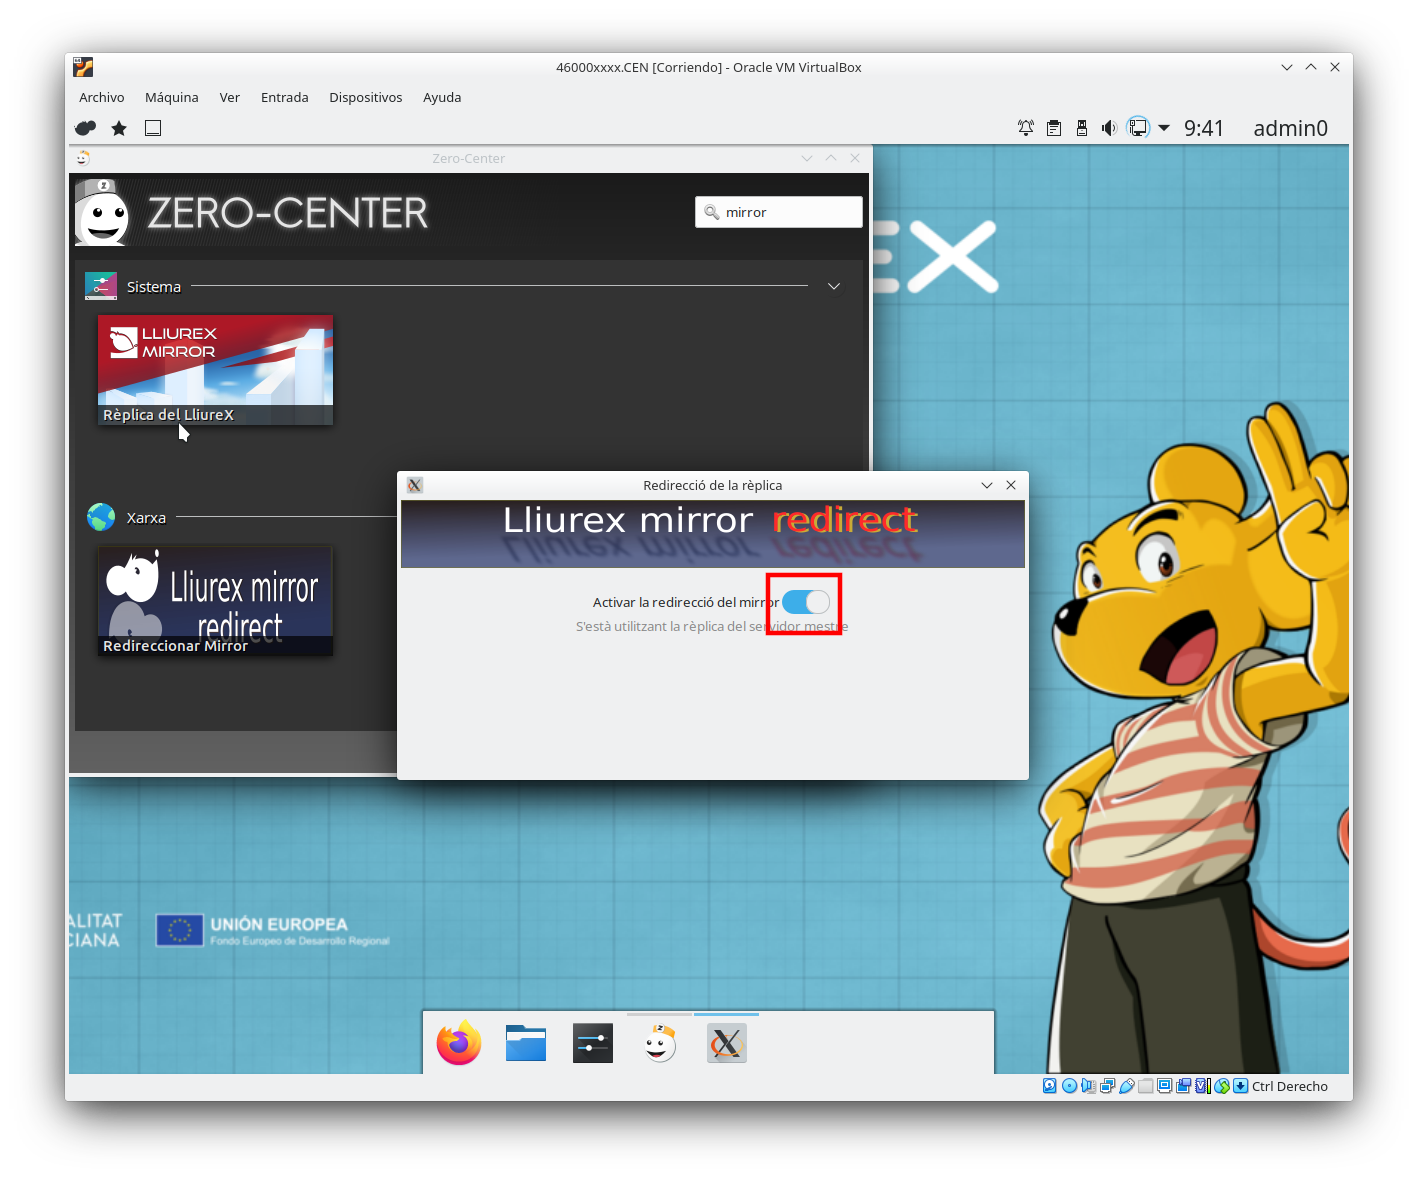 46000xxxx.CEN [Corriendo] - Oracle VM VirtualBox
Archivo Máquina Ver Entrada Dispositivos Ayuda
9:41 admin0
Zero-Center
ZERO-CENTER
mirror
EX
Sistema
LLIUREX
MIRROR
Rèplica del LliureX
Xarxa
Lliurex mirror
redirect
Redireccionar Mirror
Redirecció de la rèplica
Lliurex mirror redirect
Activar la redirecció del mirror
S'està utilitzant la rèplica del servidor mestre
ALITAT
CIANA
UNIÓN EUROPEA
Fondo Europeo de Desarrollo Regional
Ctrl Derecho